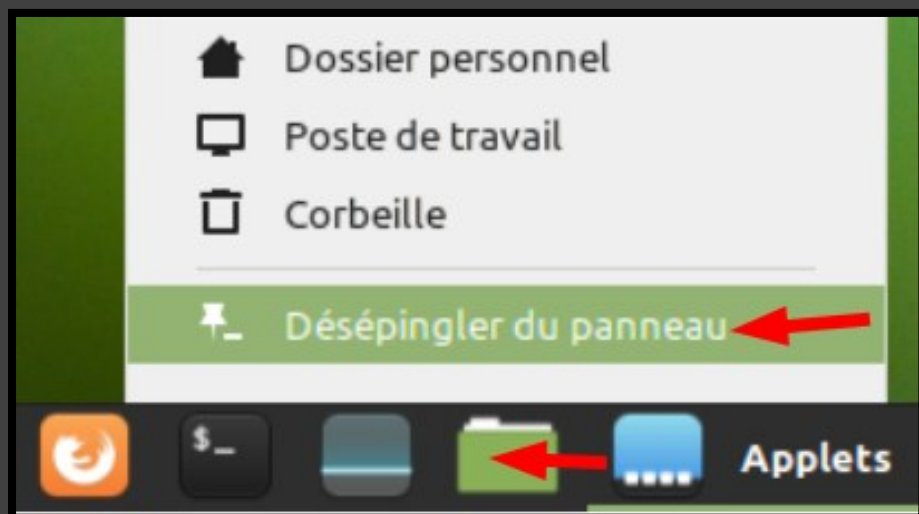 Dossier personnel
Poste de travail
Corbeille
Désépingler du panneau
$_
Applets